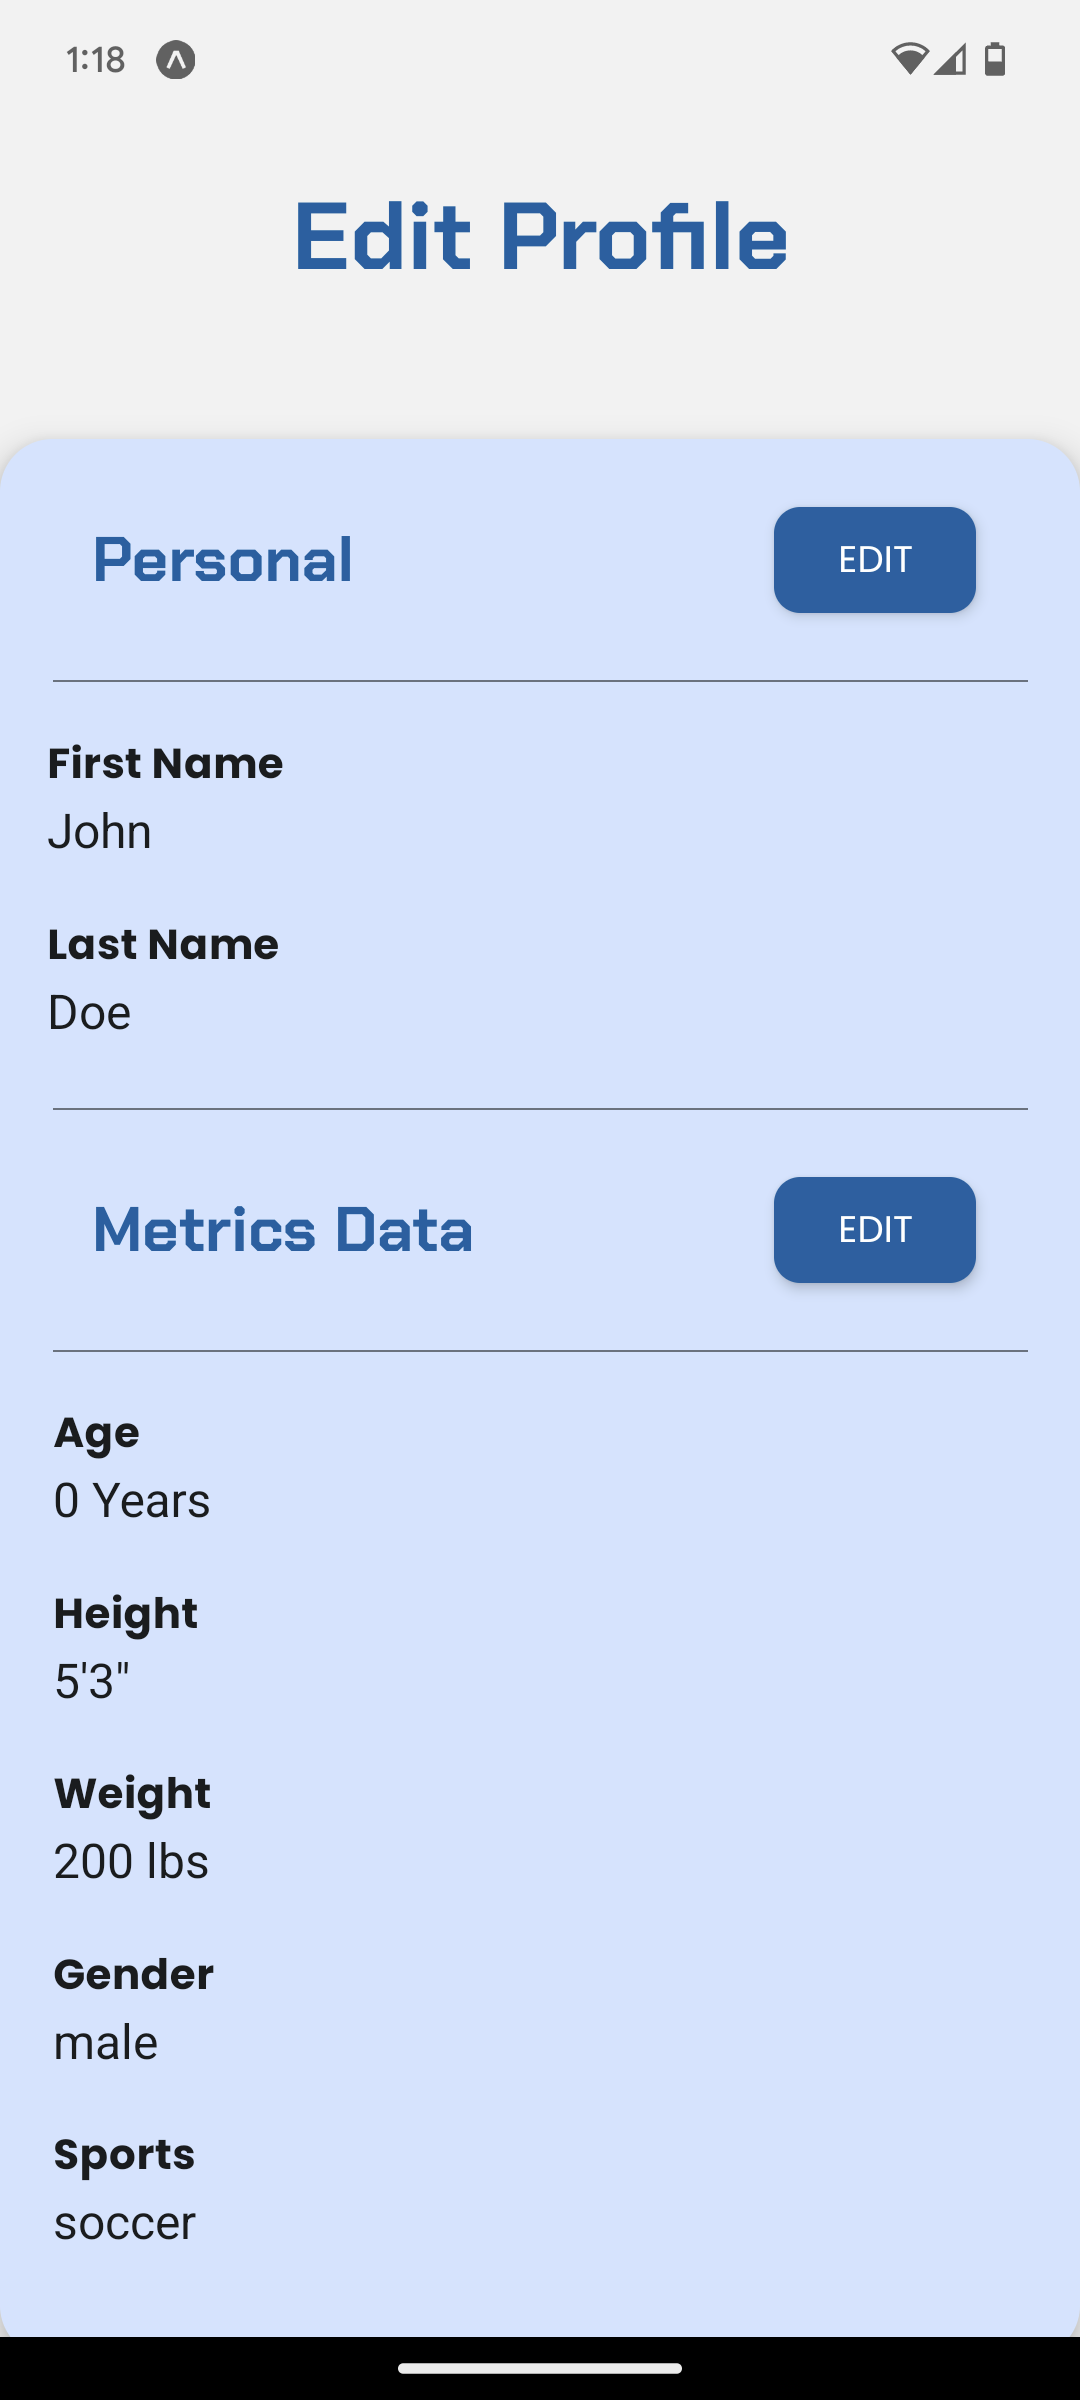 1:18
Edit Profile
Personal
EDIT
First Name
John
Last Name
Doe
Metrics Data
EDIT
Age
0 Years
Height
5'3"
Weight
200 lbs
Gender
male
Sports
soccer